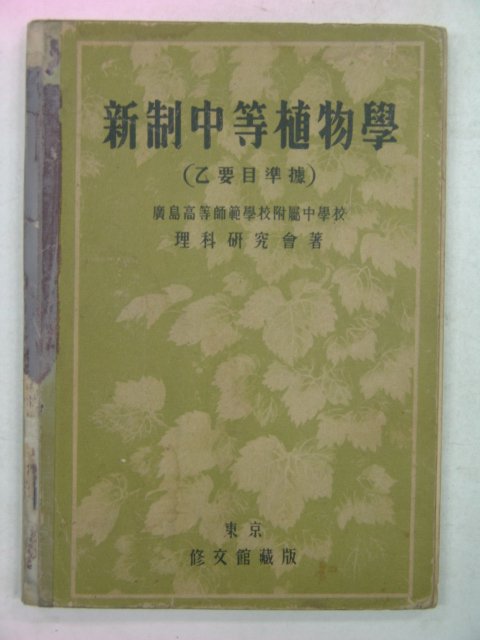 新制中等植物學
(乙要目準據)
廣島高等師範學校附屬中學校
理科硏究會著
東京
修文館藏版